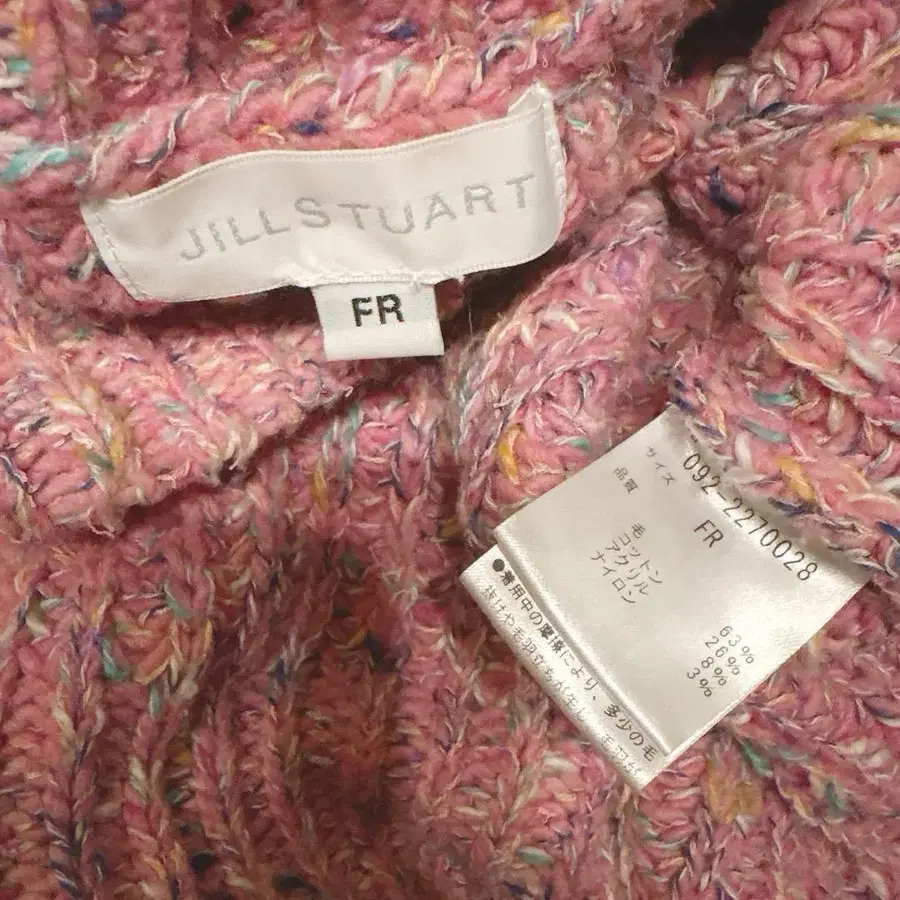 JILLSTUART
FR
092-2270028
サイズ FR
品質
毛 63%
コットン 26%
アクリル 8%
ナイロン 3%
●着用中の摩擦により、多少の毛
抜けや毛羽立ちが生じ